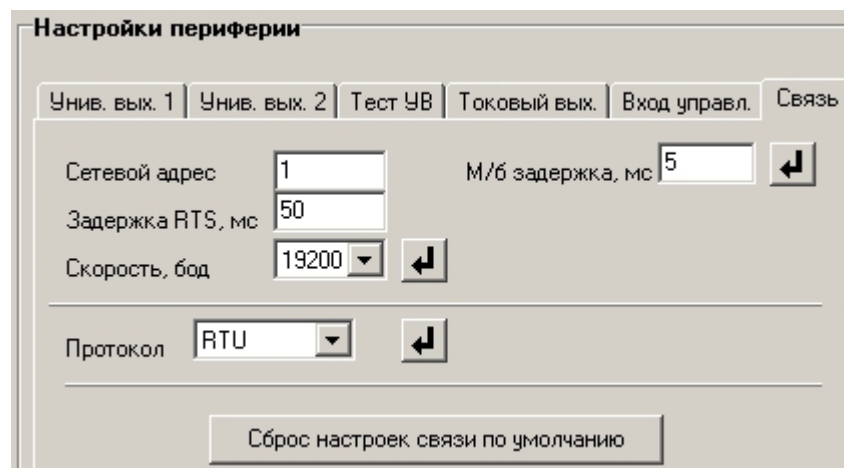 Настройки периферии
Унив. вых. 1 Унив. вых. 2 Тест УВ Токовый вых. Вход управл. Связь
Сетевой адрес 1 М/б задержка, мс 5
Задержка RTS, мс 50
Скорость, бод 19200
Протокол RTU
Сброс настроек связи по умолчанию